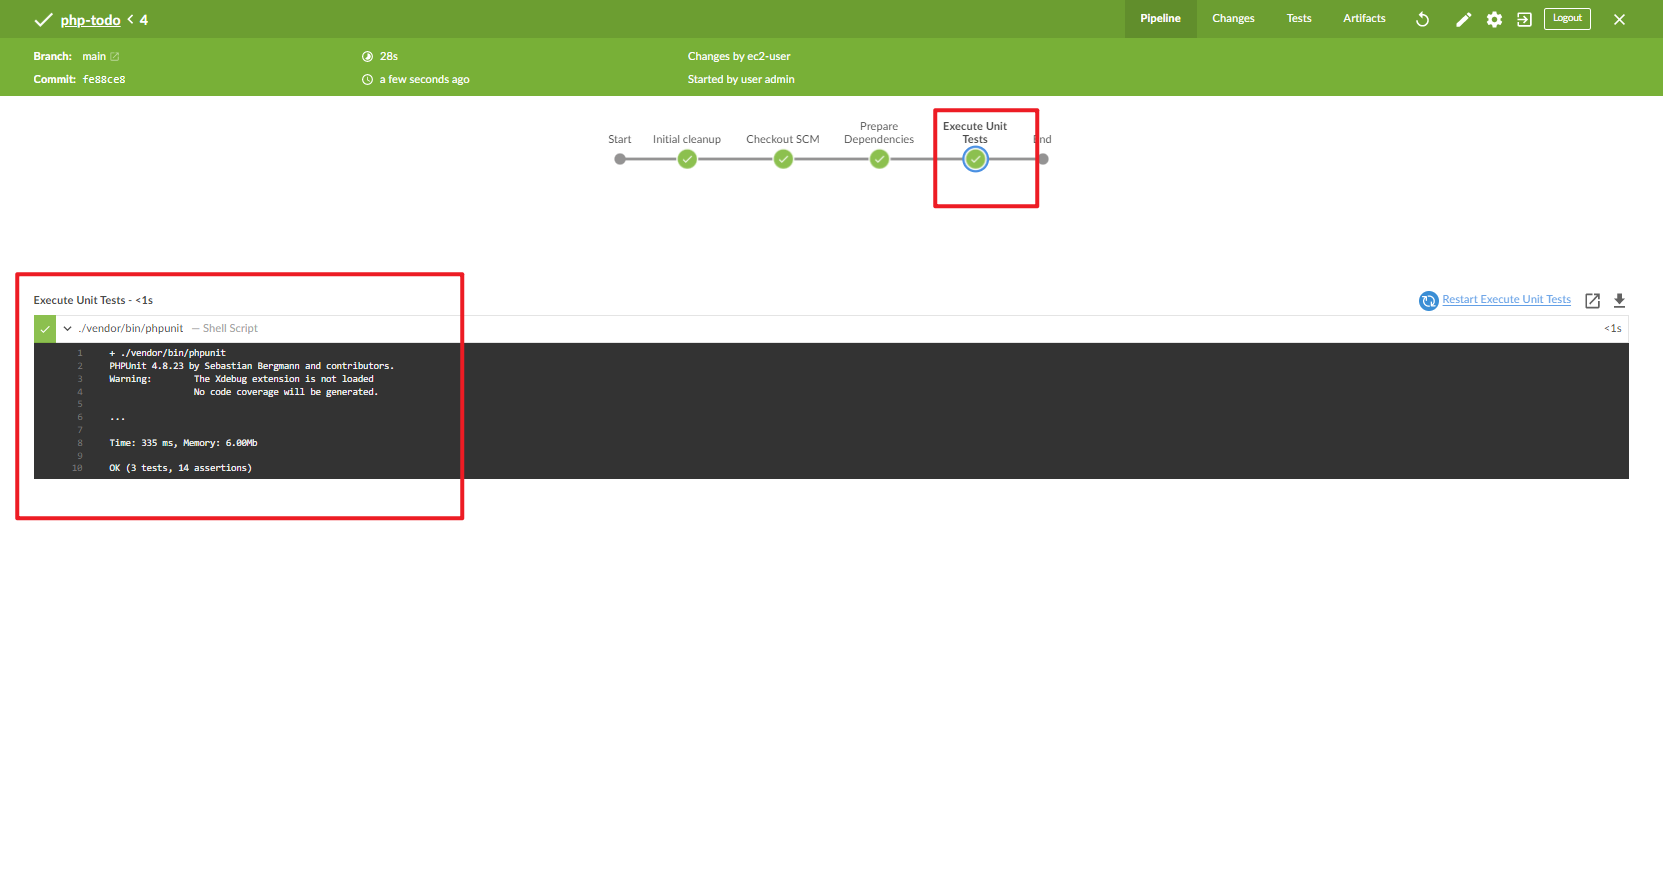 php-todo < 4
Pipeline
Changes
Tests
Artifacts
Logout
Branch: main
28s
Changes by ec2-user
Commit: fe88ce8
a few seconds ago
Started by user admin
Start
Initial cleanup
Checkout SCM
Prepare
Dependencies
Execute Unit
Tests
End
Execute Unit Tests - <1s
Restart Execute Unit Tests
./vendor/bin/phpunit — Shell Script
<1s
1 + ./vendor/bin/phpunit
2 PHPUnit 4.8.23 by Sebastian Bergmann and contributors.
3 Warning: The Xdebug extension is not loaded
4 No code coverage will be generated.
5
6 ...
7
8 Time: 335 ms, Memory: 6.00Mb
9
10 OK (3 tests, 14 assertions)